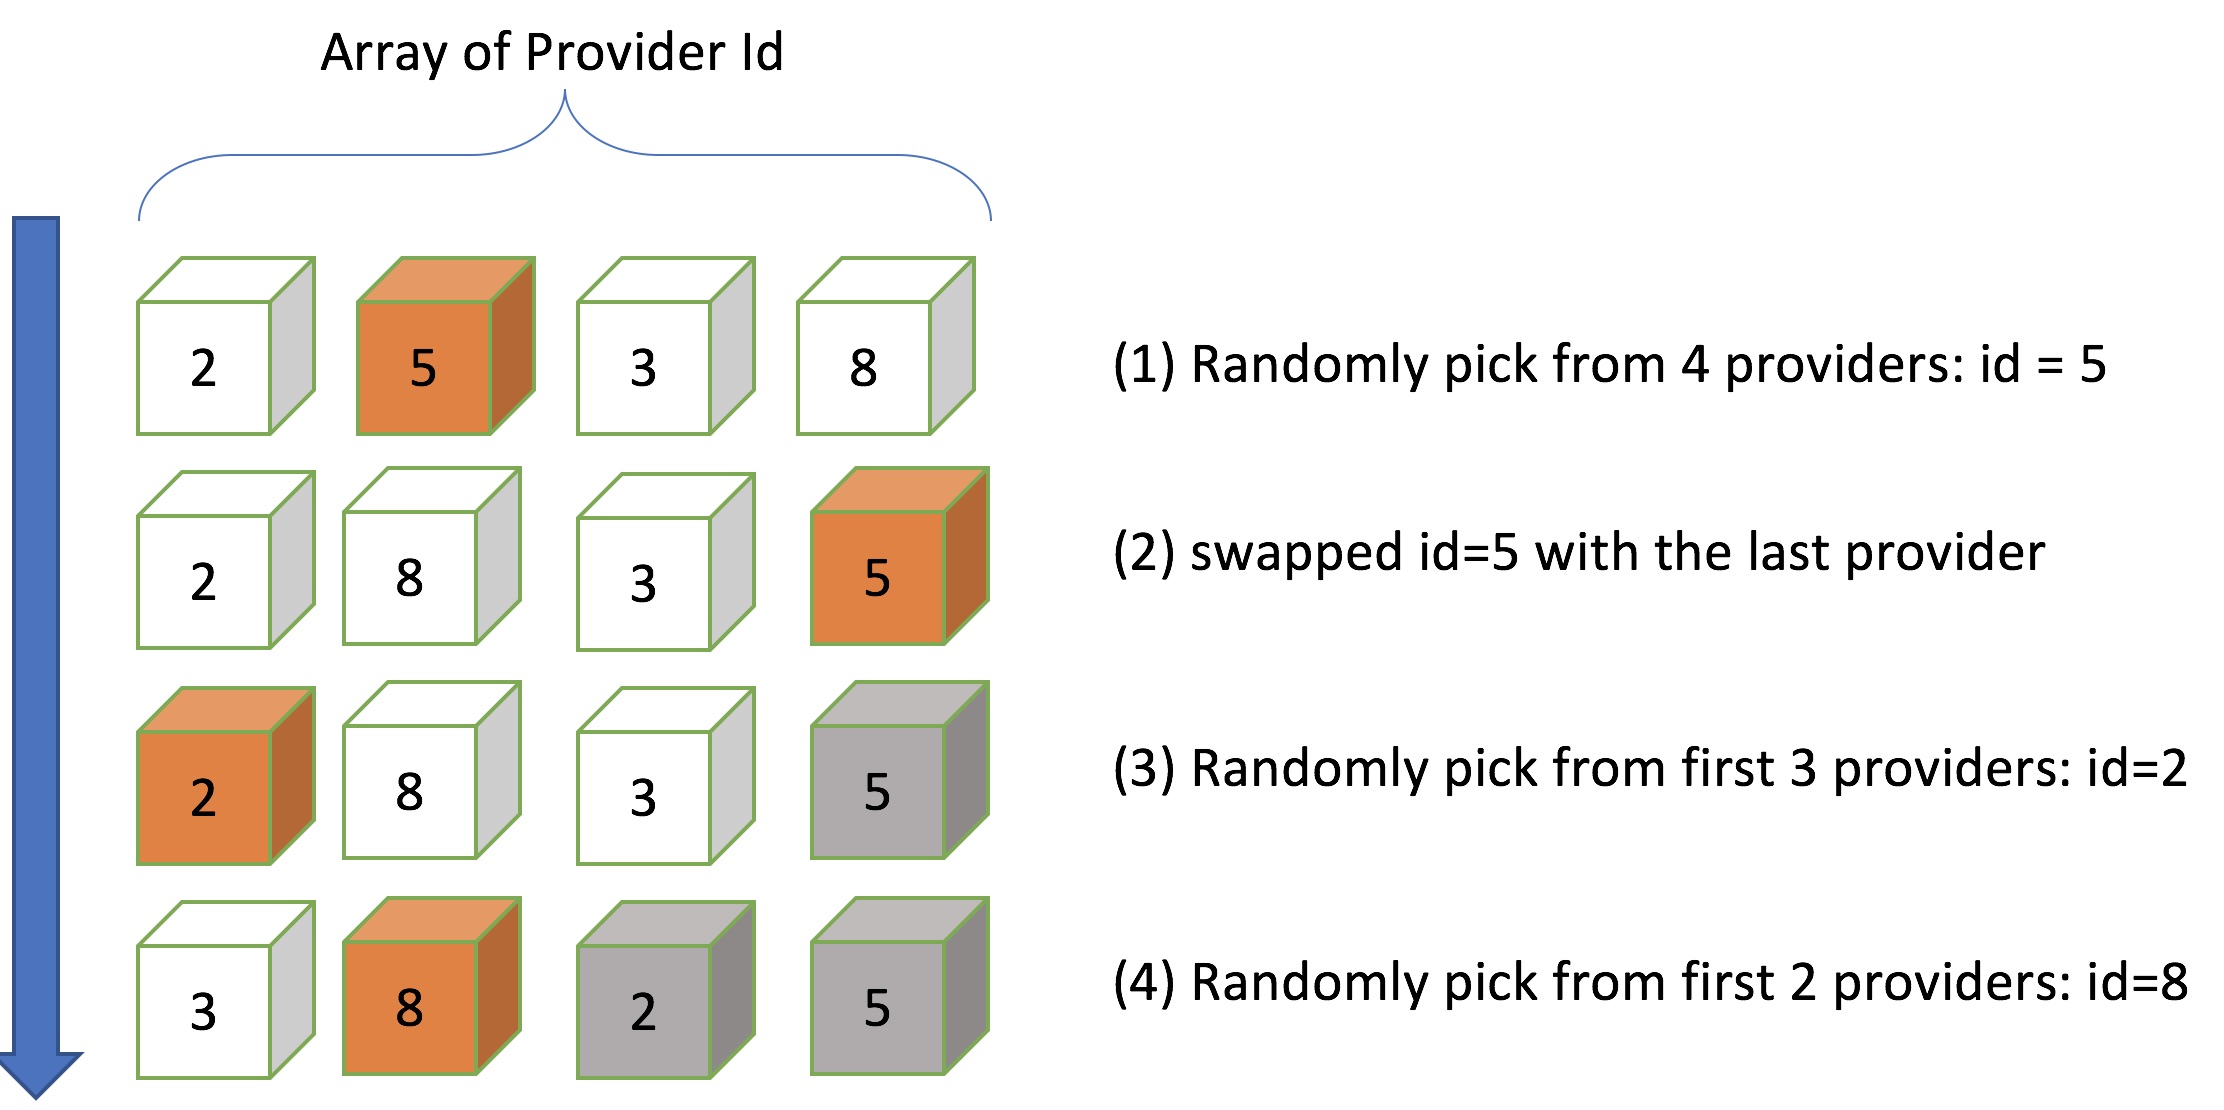 Array of Provider Id
2 5 3 8 (1) Randomly pick from 4 providers: id = 5
2 8 3 5 (2) swapped id=5 with the last provider
2 8 3 5 (3) Randomly pick from first 3 providers: id=2
3 8 2 5 (4) Randomly pick from first 2 providers: id=8